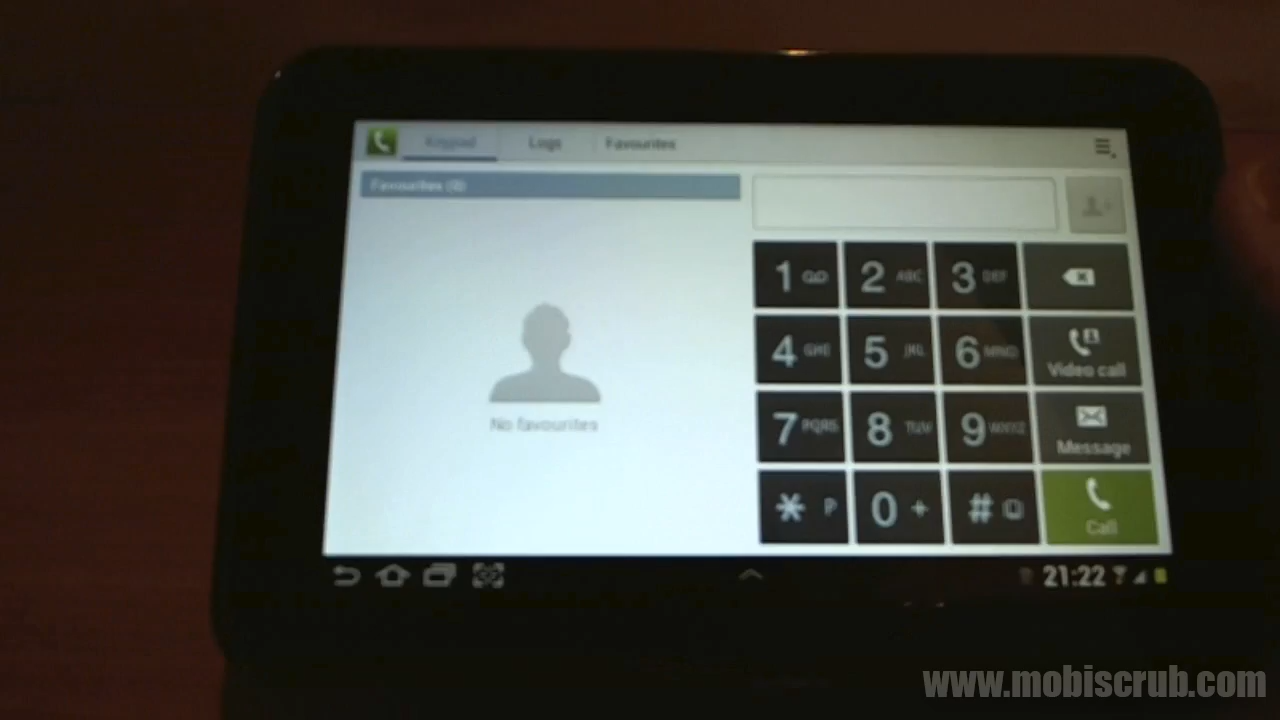 Keypad Logs Favourites
Favourites (0)
No favourites
1 2 ABC 3 DEF
4 GHI 5 JKL 6 MNO Video call
7 PQRS 8 TUV 9 WXYZ Message
* P 0 + # Call
21:22
www.mobiscrub.com